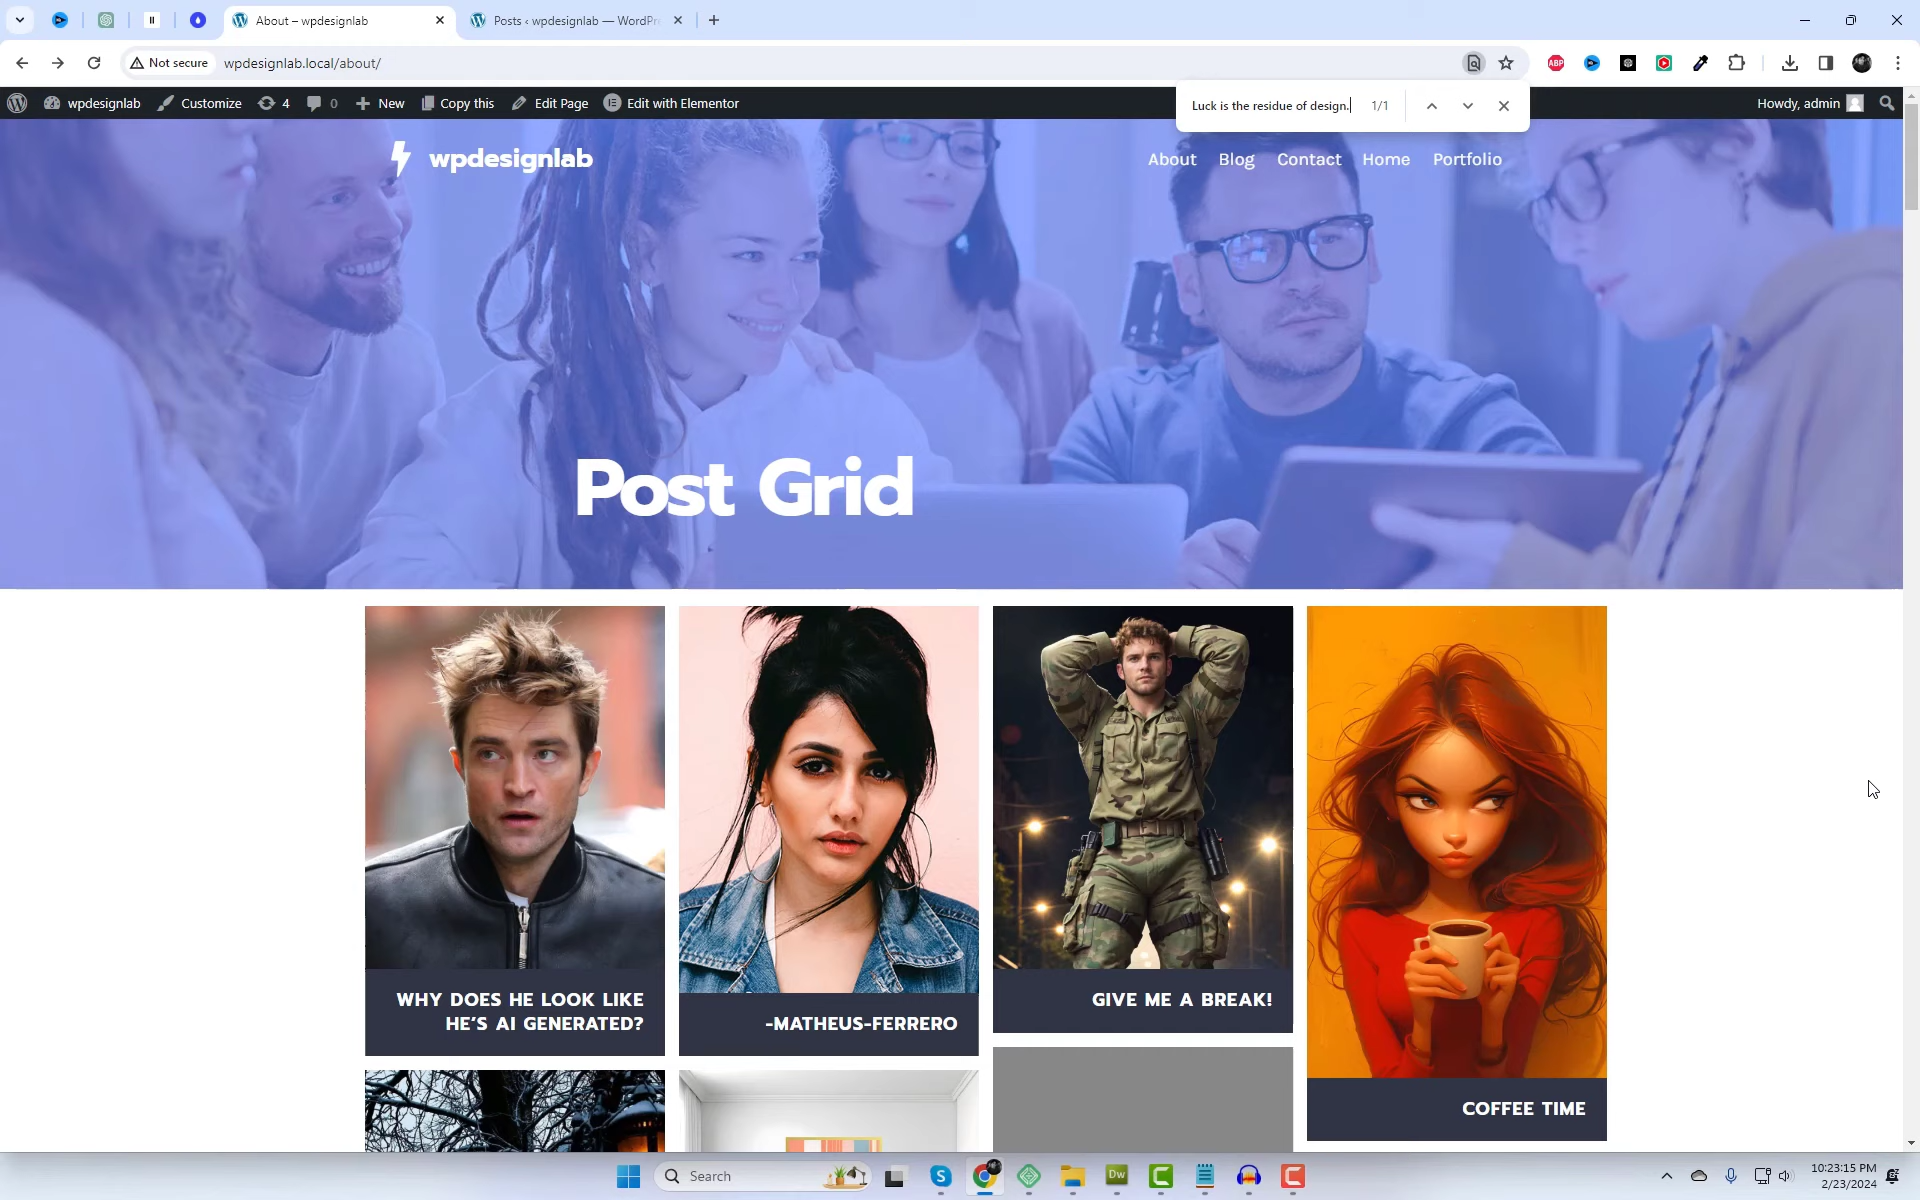 About – wpdesignlab
Posts ‹ wpdesignlab — WordPr
Not secure
wpdesignlab.local/about/
ABP
wpdesignlab
Customize
4
0
New
Copy this
Edit Page
Edit with Elementor
Luck is the residue of design.
1/1
Howdy, admin
wpdesignlab
About
Blog
Contact
Home
Portfolio
Post Grid
WHY DOES HE LOOK LIKE
HE'S AI GENERATED?
-MATHEUS-FERRERO
GIVE ME A BREAK!
COFFEE TIME
Search
S
Dw
C
C
10:23:15 PM
2/23/2024